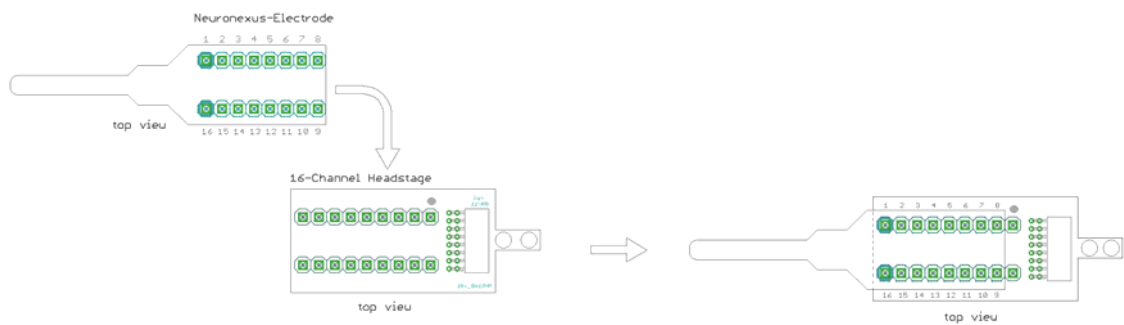 Neuronexus-Electrode
1 2 3 4 5 6 7 8
16 15 14 13 12 11 10 9
top view
16-Channel Headstage
top view
1 2 3 4 5 6 7 8
16 15 14 13 12 11 10 9
top view